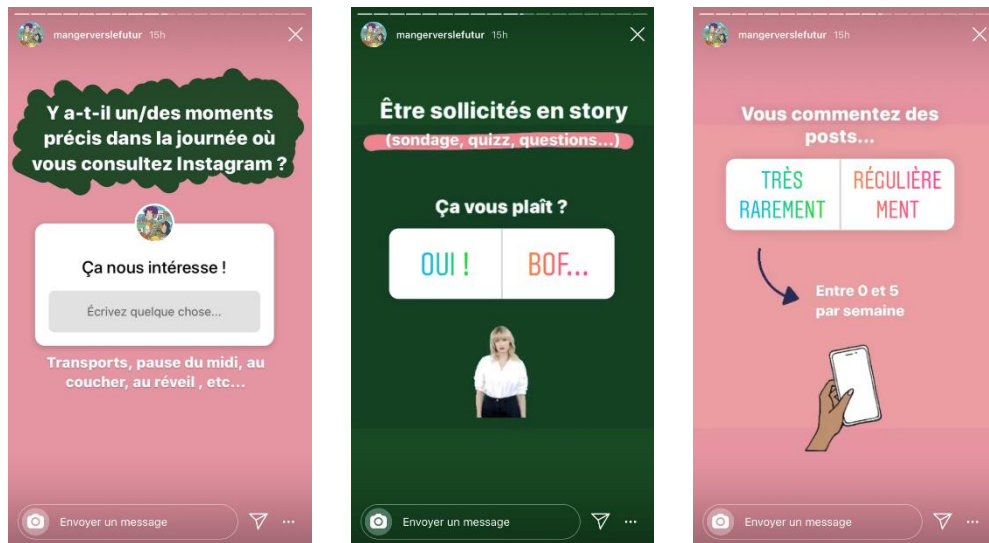 mangerverslefutur 15h
Y a-t-il un/des moments
précis dans la journée où
vous consultez Instagram ?
Ça nous intéresse !
Écrivez quelque chose...
Transports, pause du midi, au
coucher, au réveil , etc...
Envoyer un message
mangerverslefutur 15h
Être sollicités en story
(sondage, quizz, questions...)
Ça vous plaît ?
OUI !
BOF...
Envoyer un message
mangerverslefutur 15h
Vous commentez des
posts...
TRÈS
RAREMENT
RÉGULIÈRE
MENT
Entre 0 et 5
par semaine
Envoyer un message